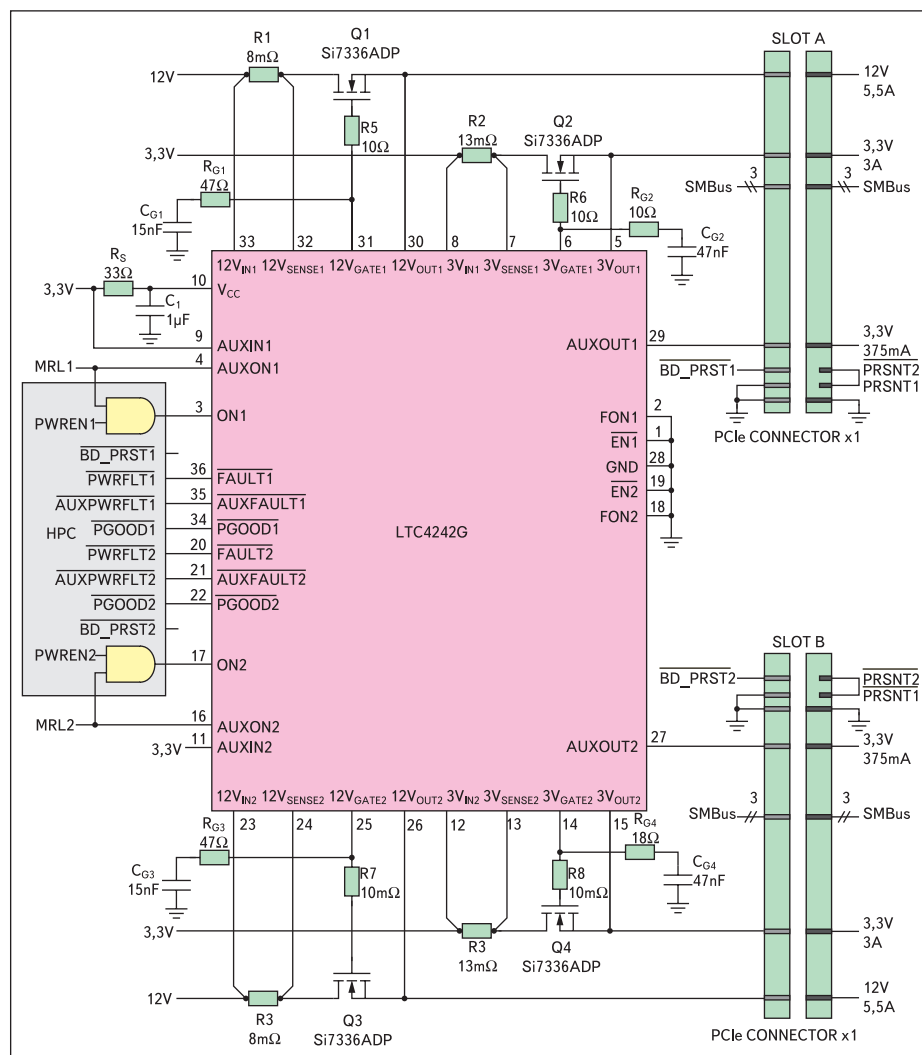 R1
8mΩ
Q1
Si7336ADP
SLOT A
12V
12V
5,5A
R5
10Ω
R2
13mΩ
Q2
Si7336ADP
3,3V
3,3V
3A
RG1
47Ω
3
SMBus
3
SMBus
R6
10Ω
RG2
10Ω
CG1
15nF
CG2
47nF
33
32
31
30
8
7
6
5
12VIN1
12VSENSE1
12VGATE1
12VOUT1
3VIN1
3VSENSE1
3VGATE1
3VOUT1
RS
33Ω
3,3V
10
VCC
C1
1µF
9
AUXIN1
AUXOUT1
29
3,3V
375mA
MRL1
4
AUXON1
BD_PRST1
PRSNT2
PRSNT1
PWREN1
3
ON1
FON1
2
PCIe CONNECTOR x1
BD_PRST1
EN1
1
PWRFLT1
36
FAULT1
GND
28
AUXPWRFLT1
35
AUXFAULT1
EN2
19
HPC
PGOOD1
34
PGOOD1
FON2
18
LTC4242G
PWRFLT2
20
FAULT2
AUXPWRFLT2
21
AUXFAULT2
PGOOD2
22
PGOOD2
BD_PRST2
SLOT B
PWREN2
17
ON2
BD_PRST2
PRSNT2
PRSNT1
MRL2
16
AUXON2
3,3V
11
AUXIN2
AUXOUT2
27
3,3V
375mA
12VIN2
12VSENSE2
12VGATE2
12VOUT2
3VIN2
3VSENSE2
3VGATE2
3VOUT2
23
24
25
26
12
13
14
15
3
SMBus
3
SMBus
RG3
47Ω
RG4
18Ω
CG3
15nF
R7
10mΩ
R8
10mΩ
CG4
47nF
3,3V
R3
13mΩ
Q4
Si7336ADP
3,3V
3A
12V
R3
8mΩ
Q3
Si7336ADP
12V
5,5A
PCIe CONNECTOR x1